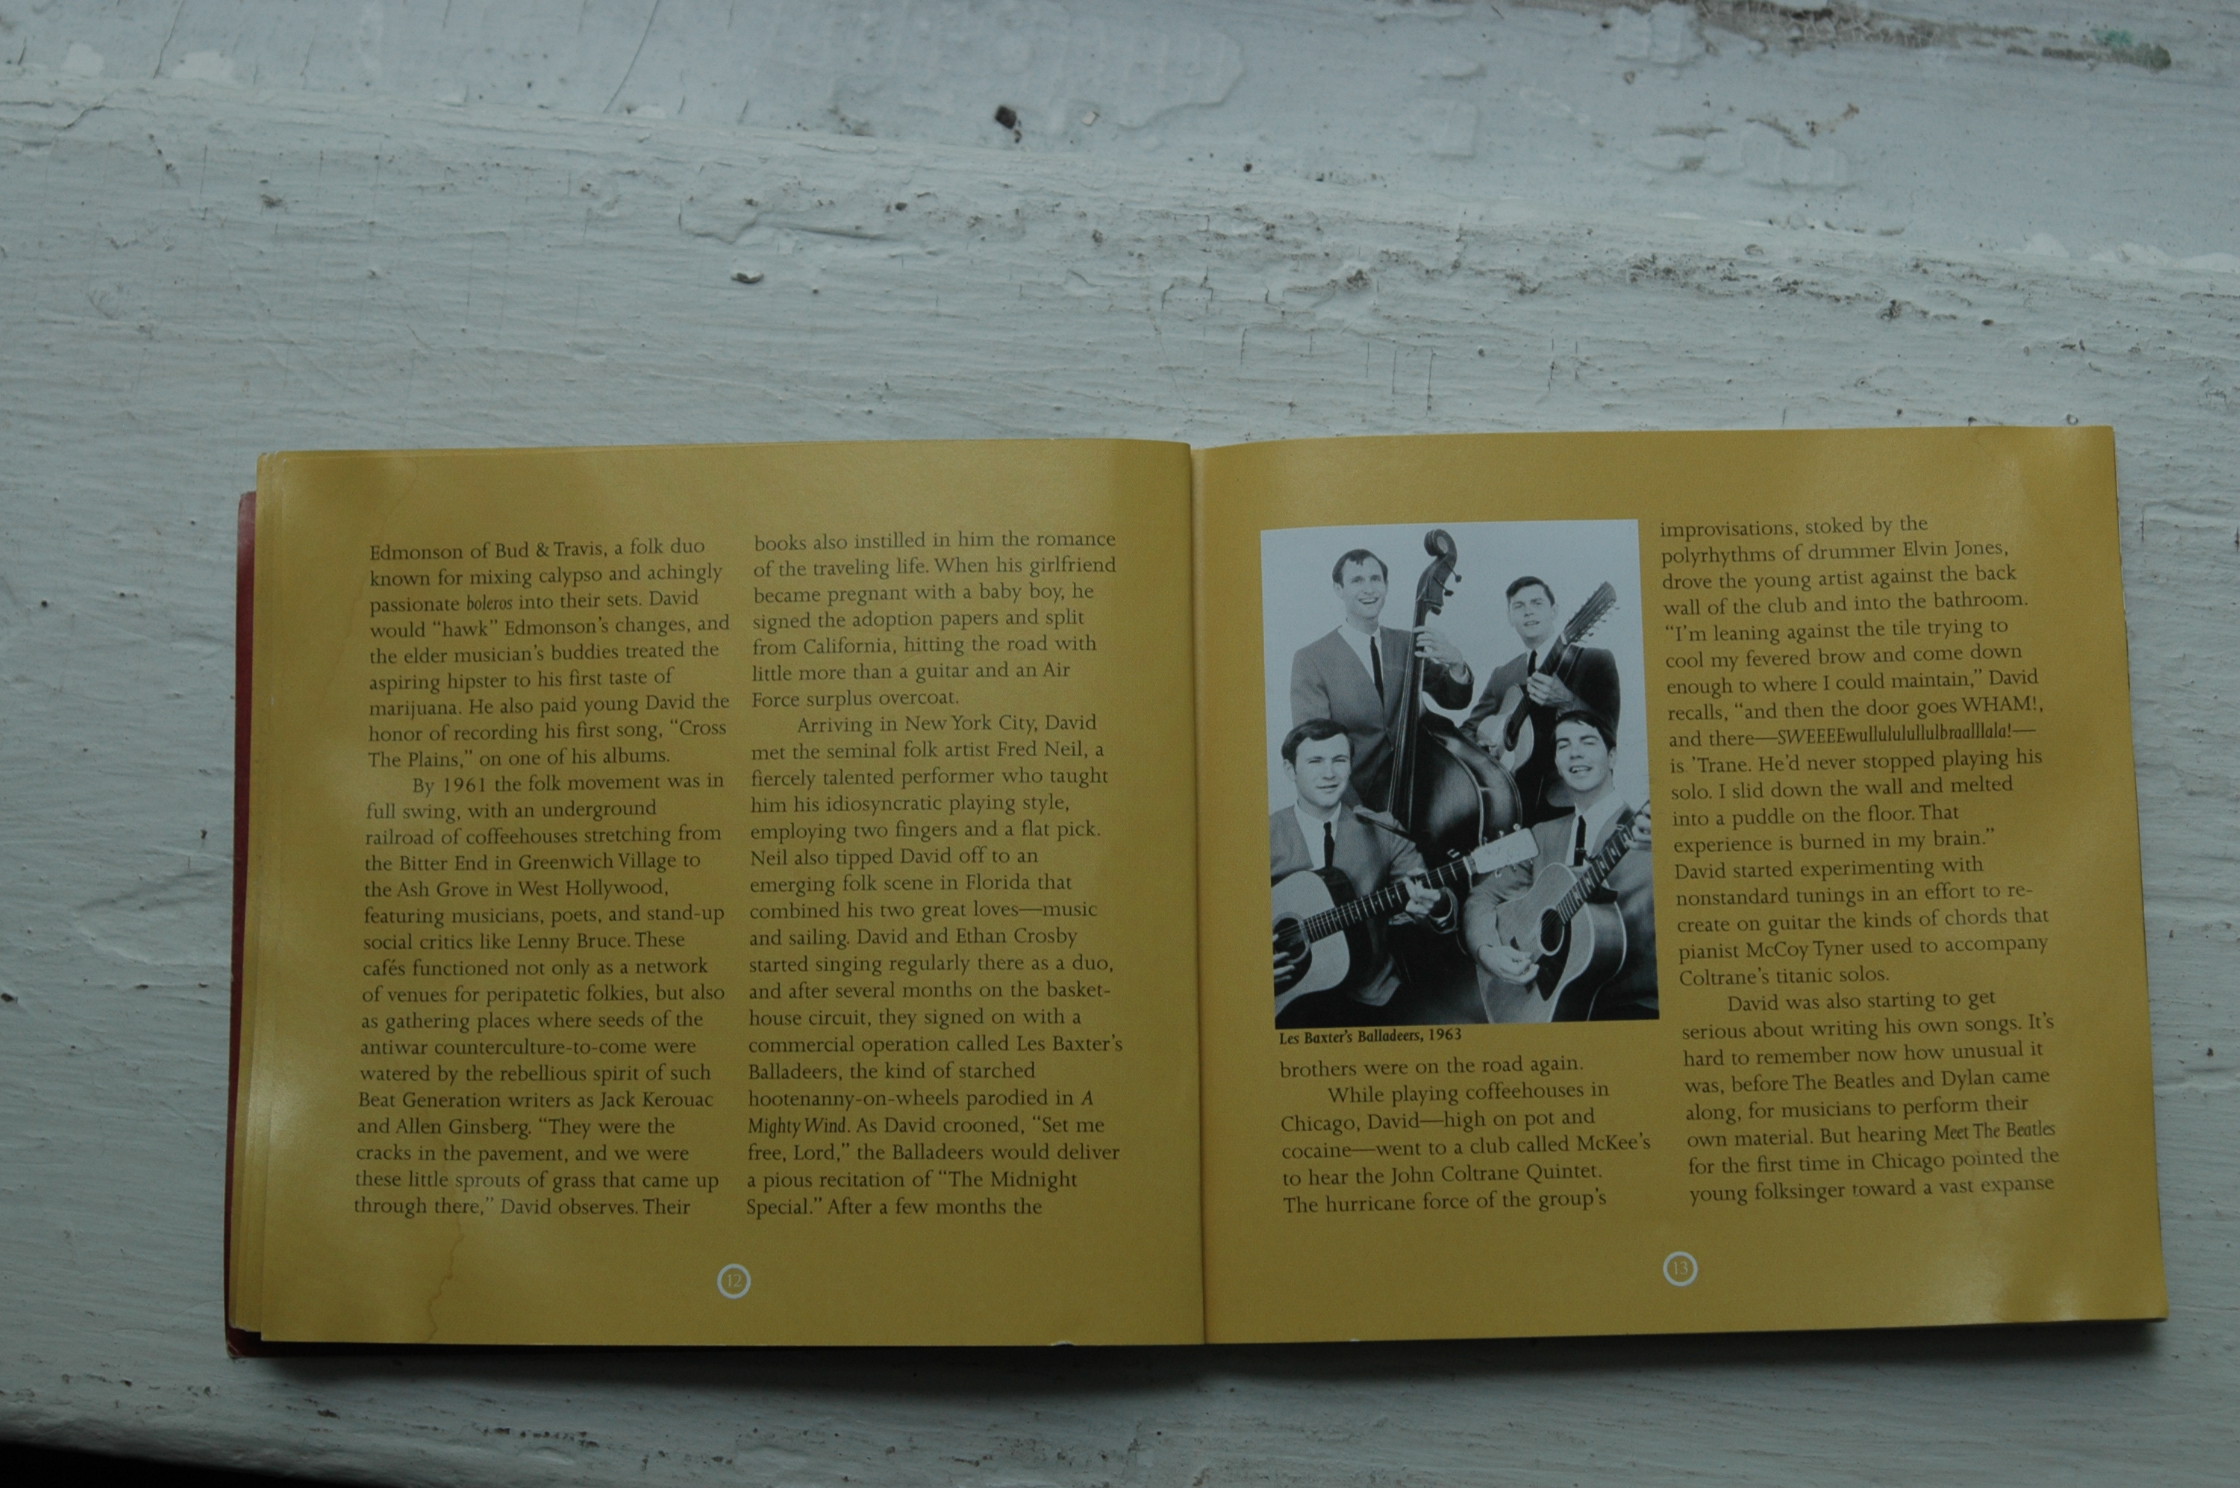 Edmonson of Bud & Travis, a folk duo
known for mixing calypso and achingly
passionate boleros into their sets. David
would “hawk” Edmonson’s changes, and
the elder musician’s buddies treated the
aspiring hipster to his first taste of
marijuana. He also paid young David the
honor of recording his first song, “Cross
The Plains,” on one of his albums.
By 1961 the folk movement was in
full swing, with an underground
railroad of coffeehouses stretching from
the Bitter End in Greenwich Village to
the Ash Grove in West Hollywood,
featuring musicians, poets, and stand-up
social critics like Lenny Bruce. These
cafés functioned not only as a network
of venues for peripatetic folkies, but also
as gathering places where seeds of the
antiwar counterculture-to-come were
watered by the rebellious spirit of such
Beat Generation writers as Jack Kerouac
and Allen Ginsberg. “They were the
cracks in the pavement, and we were
these little sprouts of grass that came up
through there,” David observes. Their
books also instilled in him the romance
of the traveling life. When his girlfriend
became pregnant with a baby boy, he
signed the adoption papers and split
from California, hitting the road with
little more than a guitar and an Air
Force surplus overcoat.
Arriving in New York City, David
met the seminal folk artist Fred Neil, a
fiercely talented performer who taught
him his idiosyncratic playing style,
employing two fingers and a flat pick.
Neil also tipped David off to an
emerging folk scene in Florida that
combined his two great loves—music
and sailing. David and Ethan Crosby
started singing regularly there as a duo,
and after several months on the basket-
house circuit, they signed on with a
commercial operation called Les Baxter’s
Balladeers, the kind of starched
hootenanny-on-wheels parodied in A
Mighty Wind. As David crooned, “Set me
free, Lord,” the Balladeers would deliver
a pious recitation of “The Midnight
Special.” After a few months the
12
Les Baxter’s Balladeers, 1963
brothers were on the road again.
While playing coffeehouses in
Chicago, David—high on pot and
cocaine—went to a club called McKee’s
to hear the John Coltrane Quintet.
The hurricane force of the group’s
improvisations, stoked by the
polyrhythms of drummer Elvin Jones,
drove the young artist against the back
wall of the club and into the bathroom.
“I’m leaning against the tile trying to
cool my fevered brow and come down
enough to where I could maintain,” David
recalls, “and then the door goes WHAM!,
and there—SWEEEEwullulululullulbraalllala!—
is ’Trane. He’d never stopped playing his
solo. I slid down the wall and melted
into a puddle on the floor. That
experience is burned in my brain.”
David started experimenting with
nonstandard tunings in an effort to re-
create on guitar the kinds of chords that
pianist McCoy Tyner used to accompany
Coltrane’s titanic solos.
David was also starting to get
serious about writing his own songs. It’s
hard to remember now how unusual it
was, before The Beatles and Dylan came
along, for musicians to perform their
own material. But hearing Meet The Beatles
for the first time in Chicago pointed the
young folksinger toward a vast expanse
13